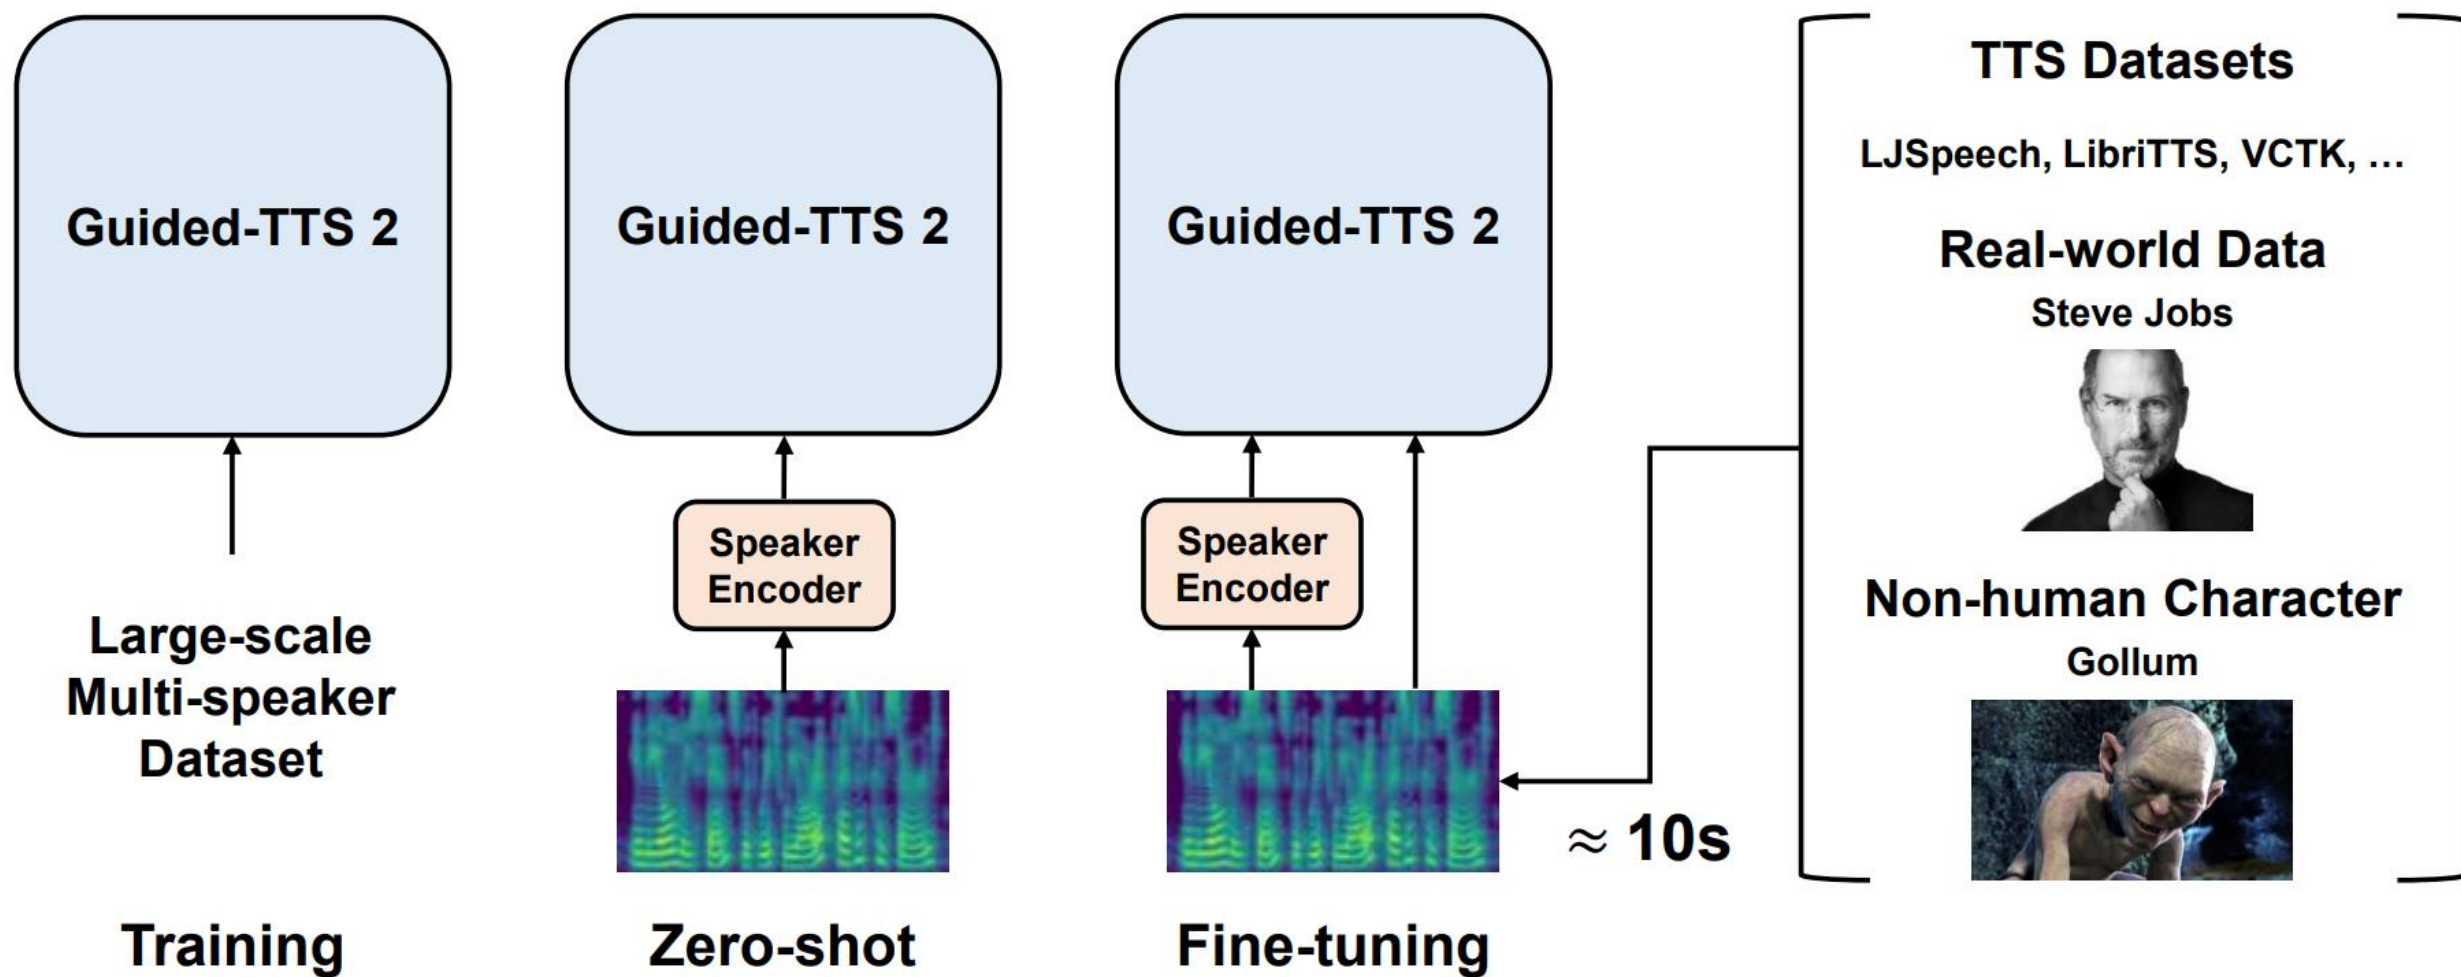 Guided-TTS 2
Large-scale
Multi-speaker
Dataset
Training
Guided-TTS 2
Speaker
Encoder
Zero-shot
Guided-TTS 2
Speaker
Encoder
≈ 10s
Fine-tuning
TTS Datasets
LJSpeech, LibriTTS, VCTK, ...
Real-world Data
Steve Jobs
Non-human Character
Gollum